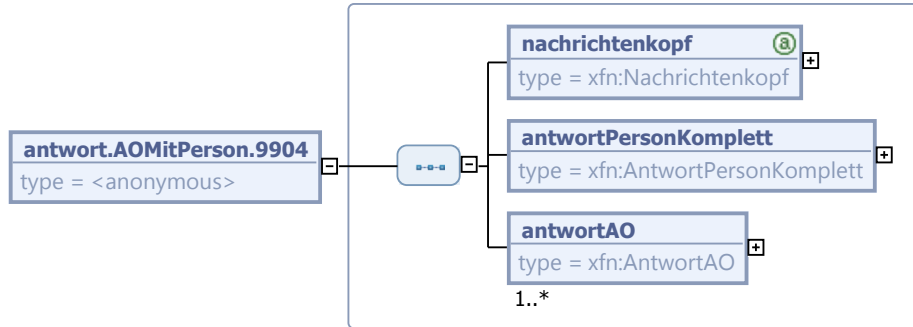 nachrichtenkopf
type = xfn:Nachrichtenkopf
antwort.AOMitPerson.9904
type = <anonymous>
antwortPersonKomplett
type = xfn:AntwortPersonKomplett
antwortAO
type = xfn:AntwortAO
1..*